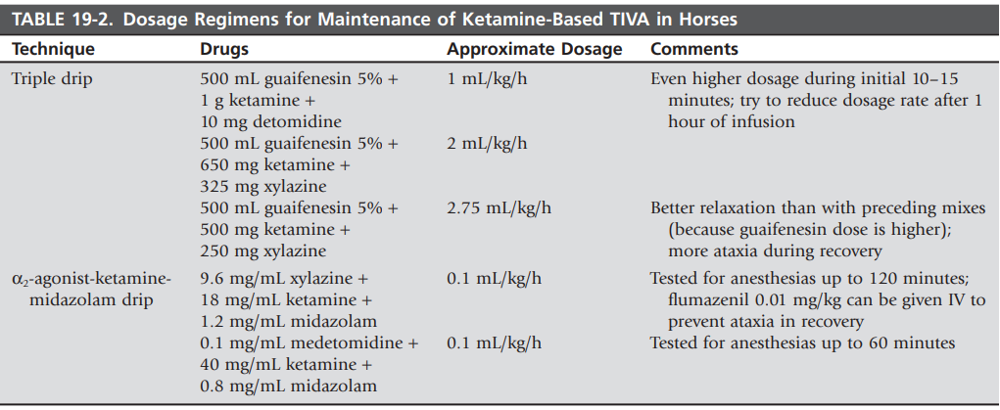 TABLE 19-2. Dosage Regimens for Maintenance of Ketamine-Based TIVA in Horses
Technique Drugs Approximate Dosage Comments
Triple drip 500 mL guaifenesin 5% + 1 mL/kg/h Even higher dosage during initial 10–15
1 g ketamine + minutes; try to reduce dosage rate after 1
10 mg detomidine hour of infusion
500 mL guaifenesin 5% + 2 mL/kg/h
650 mg ketamine +
325 mg xylazine
500 mL guaifenesin 5% + 2.75 mL/kg/h Better relaxation than with preceding mixes
500 mg ketamine + (because guaifenesin dose is higher);
250 mg xylazine more ataxia during recovery
α₂-agonist-ketamine- 9.6 mg/mL xylazine + 0.1 mL/kg/h Tested for anesthesias up to 120 minutes;
midazolam drip 18 mg/mL ketamine + flumazenil 0.01 mg/kg can be given IV to
1.2 mg/mL midazolam prevent ataxia in recovery
0.1 mg/mL medetomidine + 0.1 mL/kg/h Tested for anesthesias up to 60 minutes
40 mg/mL ketamine +
0.8 mg/mL midazolam